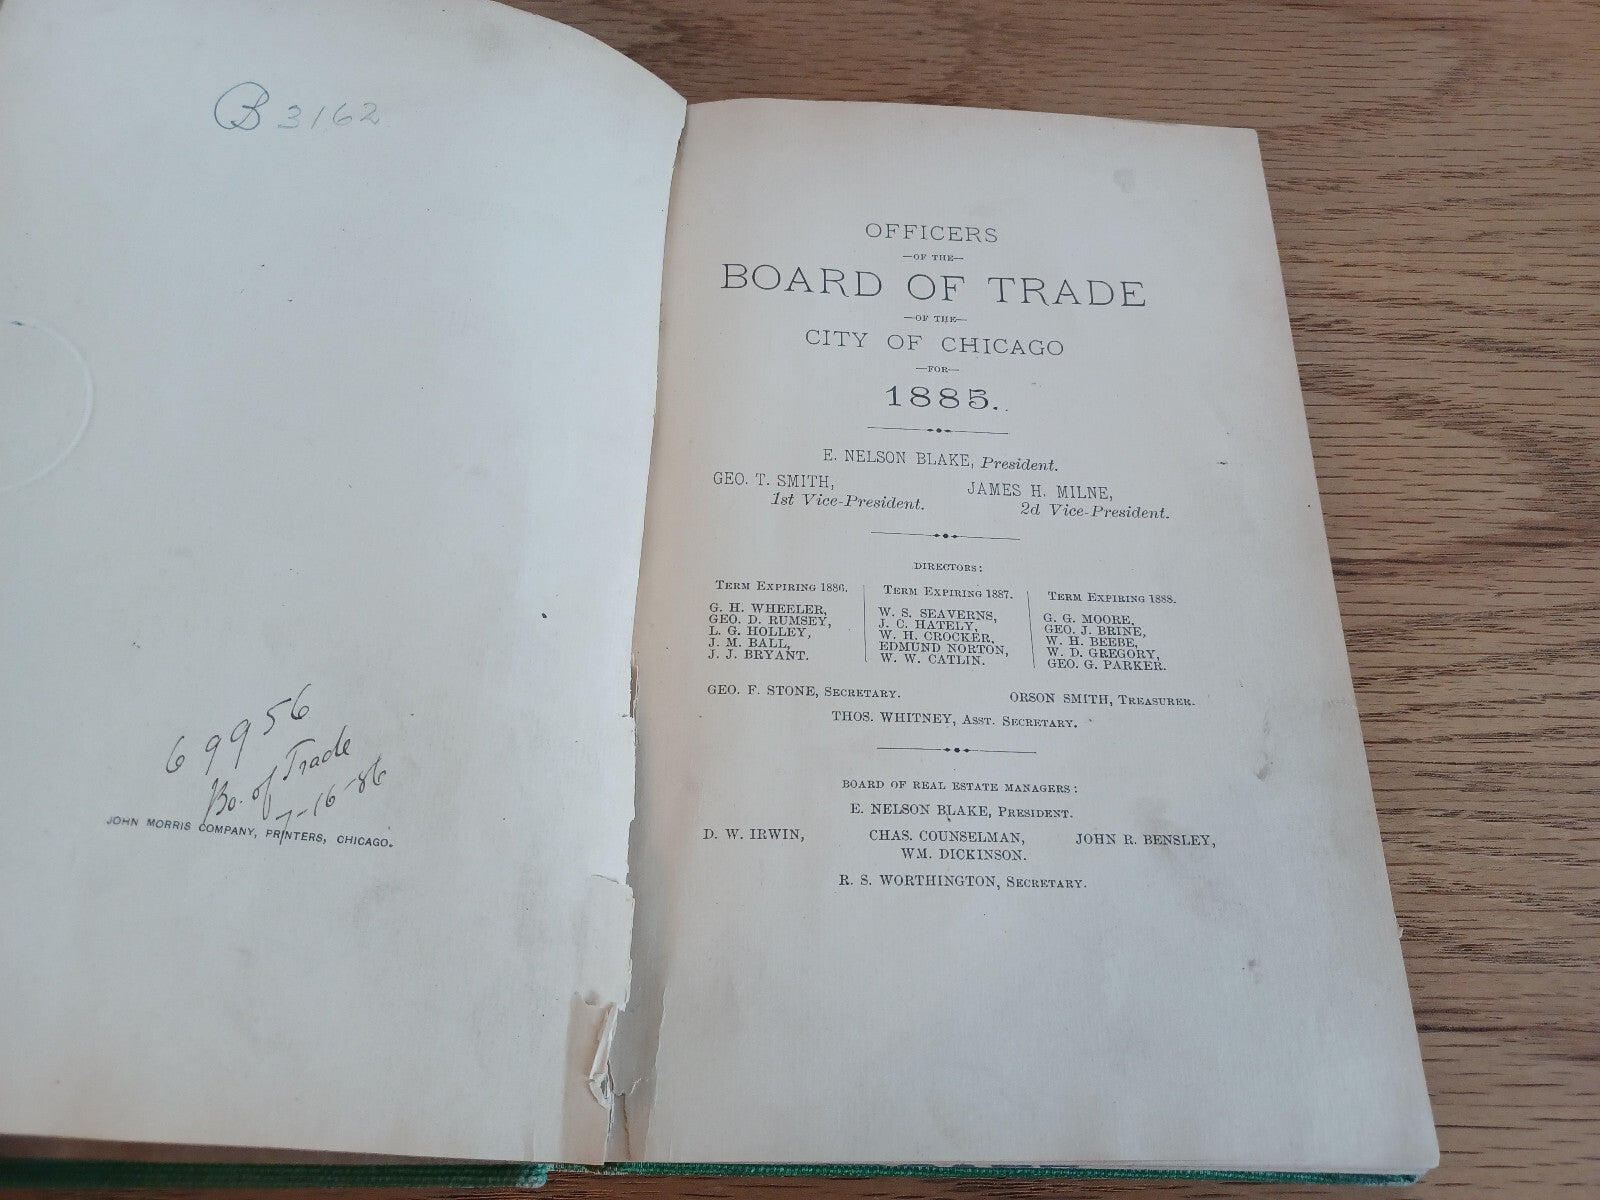 B 3162
69956
Bo. of Trade
7-16-86
JOHN MORRIS COMPANY, PRINTERS, CHICAGO.
OFFICERS
—OF THE—
BOARD OF TRADE
—OF THE—
CITY OF CHICAGO
—FOR—
1885.
E. NELSON BLAKE, President.
GEO. T. SMITH,
1st Vice-President.
JAMES H. MILNE,
2d Vice-President.
DIRECTORS:
TERM EXPIRING 1886.
G. H. WHEELER,
GEO. D. RUMSEY,
L. G. HOLLEY,
J. M. BALL,
J. J. BRYANT.
TERM EXPIRING 1887.
W. S. SEAVERNS,
J. C. HATELY,
W. H. CROCKER,
EDMUND NORTON,
W. W. CATLIN.
TERM EXPIRING 1888.
G. G. MOORE,
GEO. J. BRINE,
W. H. BEEBE,
W. D. GREGORY,
GEO. G. PARKER.
GEO. F. STONE, SECRETARY.
ORSON SMITH, TREASURER.
THOS. WHITNEY, ASST. SECRETARY.
BOARD OF REAL ESTATE MANAGERS:
E. NELSON BLAKE, PRESIDENT.
D. W. IRWIN, CHAS. COUNSELMAN, JOHN R. BENSLEY,
WM. DICKINSON.
R. S. WORTHINGTON, SECRETARY.